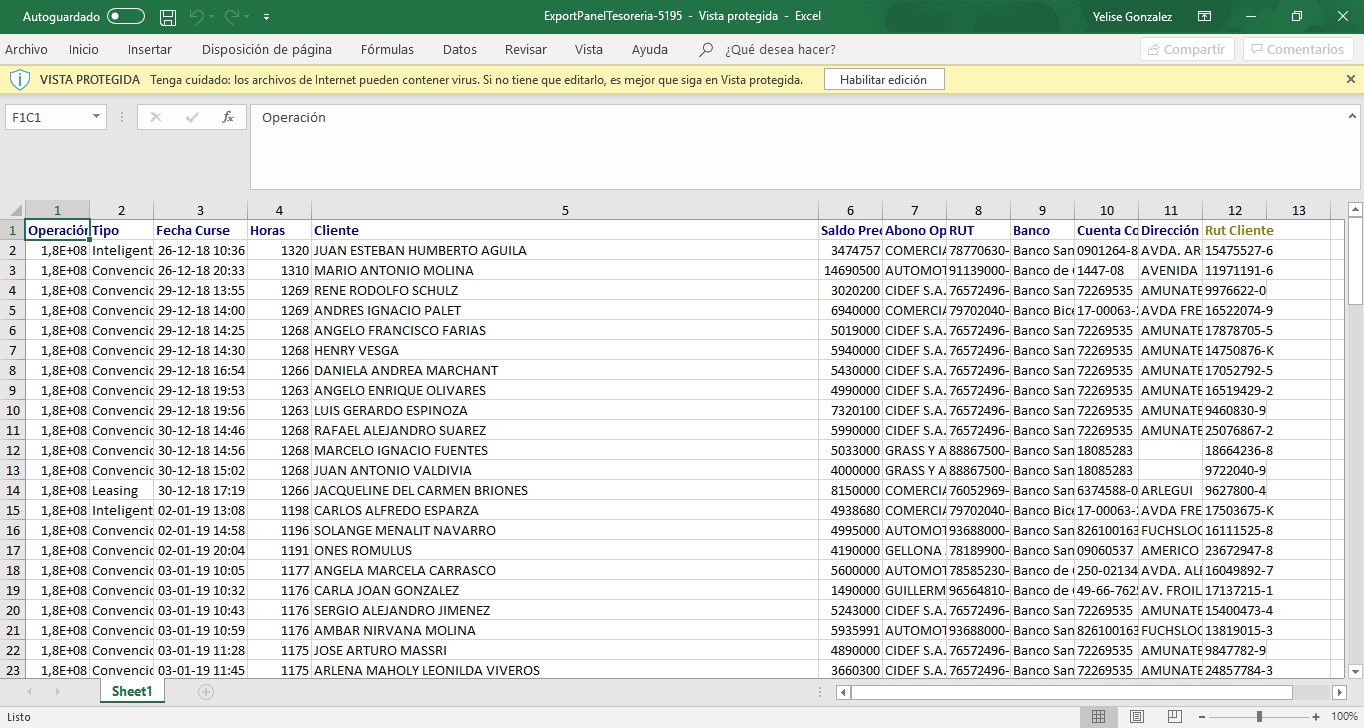 Autoguardado ExportPanelTesoreria-5195 - Vista protegida - Excel Yelise Gonzalez
Archivo Inicio Insertar Disposición de página Fórmulas Datos Revisar Vista Ayuda ¿Qué desea hacer? Compartir Comentarios
VISTA PROTEGIDA Tenga cuidado: los archivos de Internet pueden contener virus. Si no tiene que editarlo, es mejor que siga en Vista protegida. Habilitar edición
F1C1 fx Operación
1 2 3 4 5 6 7 8 9 10 11 12 13
1 Operación Tipo Fecha Curse Horas Cliente Saldo Prec Abono Op RUT Banco Cuenta Co Dirección Rut Cliente
2 1,8E+08 Inteligent 26-12-18 10:36 1320 JUAN ESTEBAN HUMBERTO AGUILA 3474757 COMERCIA 78770630- Banco San 0901264-8 AVDA. AR 15475527-6
3 1,8E+08 Convencio 26-12-18 20:33 1310 MARIO ANTONIO MOLINA 14690500 AUTOMOT 91139000- Banco de 1447-08 AVENIDA 11971191-6
4 1,8E+08 Convencio 29-12-18 13:55 1269 RENE RODOLFO SCHULZ 3020200 CIDEF S.A. 76572496- Banco San 72269535 AMUNATE 9976622-0
5 1,8E+08 Convencio 29-12-18 14:00 1269 ANDRES IGNACIO PALET 6940000 COMERCIA 79702040- Banco Bice 17-00063- AVDA FRE 16522074-9
6 1,8E+08 Convencio 29-12-18 14:25 1268 ANGELO FRANCISCO FARIAS 5019000 CIDEF S.A. 76572496- Banco San 72269535 AMUNATE 17878705-5
7 1,8E+08 Convencio 29-12-18 14:30 1268 HENRY VESGA 5940000 CIDEF S.A. 76572496- Banco San 72269535 AMUNATE 14750876-K
8 1,8E+08 Convencio 29-12-18 16:54 1266 DANIELA ANDREA MARCHANT 5430000 CIDEF S.A. 76572496- Banco San 72269535 AMUNATE 17052792-5
9 1,8E+08 Convencio 29-12-18 19:53 1263 ANGELO ENRIQUE OLIVARES 4990000 CIDEF S.A. 76572496- Banco San 72269535 AMUNATE 16519429-2
10 1,8E+08 Convencio 29-12-18 19:56 1263 LUIS GERARDO ESPINOZA 7320100 CIDEF S.A. 76572496- Banco San 72269535 AMUNATE 9460830-9
11 1,8E+08 Convencio 30-12-18 14:46 1268 RAFAEL ALEJANDRO SUAREZ 5990000 CIDEF S.A. 76572496- Banco San 72269535 AMUNATE 25076867-2
12 1,8E+08 Convencio 30-12-18 14:56 1268 MARCELO IGNACIO FUENTES 5033000 GRASS Y A 88867500- Banco San 18085283 18664236-8
13 1,8E+08 Convencio 30-12-18 15:02 1268 JUAN ANTONIO VALDIVIA 4000000 GRASS Y A 88867500- Banco San 18085283 9722040-9
14 1,8E+08 Leasing 30-12-18 17:19 1266 JACQUELINE DEL CARMEN BRIONES 8150000 COMERCIA 76052969- Banco San 6374588-0 ARLEGUI 9627800-4
15 1,8E+08 Inteligent 02-01-19 13:08 1198 CARLOS ALFREDO ESPARZA 4938680 COMERCIA 79702040- Banco Bice 17-00063- AVDA FRE 17503675-K
16 1,8E+08 Convencio 02-01-19 14:58 1196 SOLANGE MENALIT NAVARRO 4995000 AUTOMOT 93688000- Banco San 826100163 FUCHSLOC 16111525-8
17 1,8E+08 Convencio 02-01-19 20:04 1191 ONES ROMULUS 4190000 GELLONA 78189900- Banco San 09060537 AMERICO 23672947-8
18 1,8E+08 Convencio 03-01-19 10:05 1177 ANGELA MARCELA CARRASCO 5600000 AUTOMOT 78585230- Banco de 250-02134 AVDA. ALE 16049892-7
19 1,8E+08 Convencio 03-01-19 10:32 1176 CARLA JOAN GONZALEZ 1490000 GUILLERM 96564810- Banco de 49-66-762 AV. FROIL 17137215-1
20 1,8E+08 Convencio 03-01-19 10:43 1176 SERGIO ALEJANDRO JIMENEZ 5243000 CIDEF S.A. 76572496- Banco San 72269535 AMUNATE 15400473-4
21 1,8E+08 Convencio 03-01-19 10:59 1176 AMBAR NIRVANA MOLINA 5935991 AUTOMOT 93688000- Banco San 826100163 FUCHSLOC 13819015-3
22 1,8E+08 Convencio 03-01-19 11:28 1175 JOSE ARTURO MASSRI 4890000 CIDEF S.A. 76572496- Banco San 72269535 AMUNATE 9847782-9
23 1,8E+08 Convencio 03-01-19 11:45 1175 ARLENA MAHOLY LEONILDA VIVEROS 3660300 CIDEF S.A. 76572496- Banco San 72269535 AMUNATE 24857784-3
Sheet1
Listo 100%